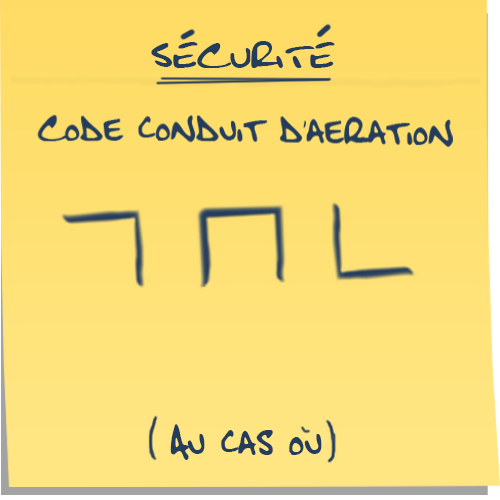 SÉCURITÉ
CODE CONDUIT D'AERATION
(AU CAS OÙ)